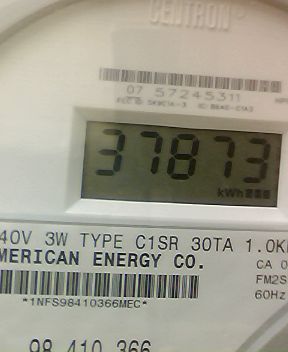 CENTRON®
07 57245311
37873
kWh
40V 3W TYPE C1SR 30TA 1.0K
MERICAN ENERGY CO.
CA 0
FM2S
60Hz
*1NFS98410366MEC*
98 410 366